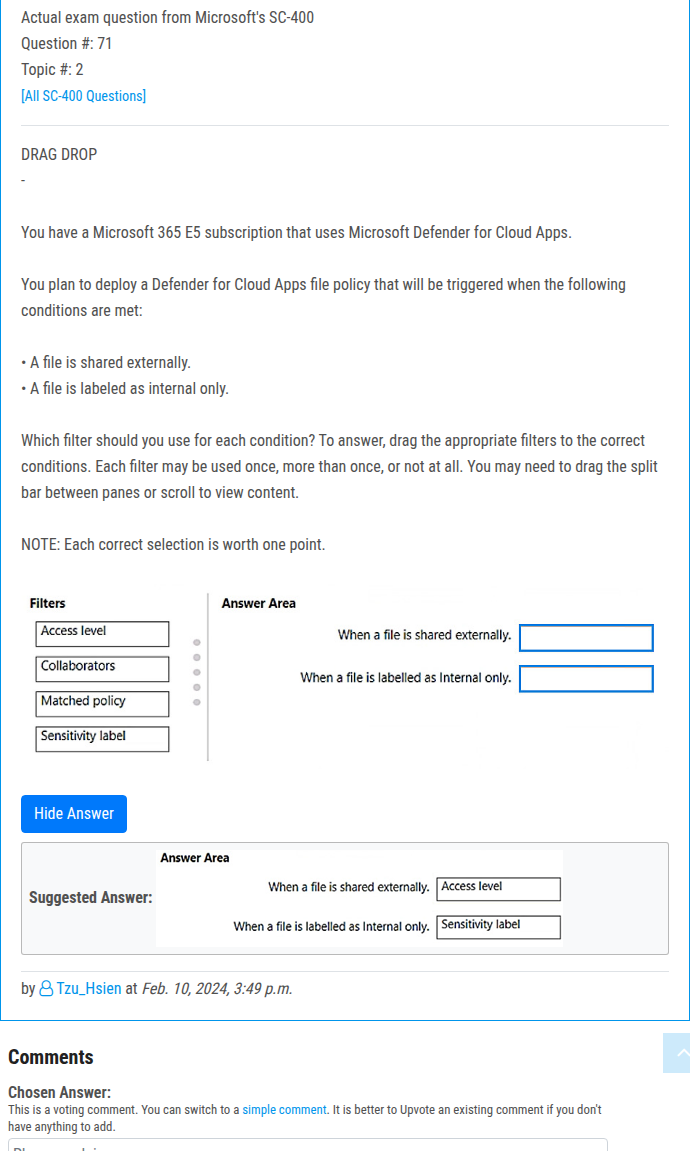 Actual exam question from Microsoft's SC-400
Question #: 71
Topic #: 2
[All SC-400 Questions]
DRAG DROP
-
You have a Microsoft 365 E5 subscription that uses Microsoft Defender for Cloud Apps.
You plan to deploy a Defender for Cloud Apps file policy that will be triggered when the following
conditions are met:
• A file is shared externally.
• A file is labeled as internal only.
Which filter should you use for each condition? To answer, drag the appropriate filters to the correct
conditions. Each filter may be used once, more than once, or not at all. You may need to drag the split
bar between panes or scroll to view content.
NOTE: Each correct selection is worth one point.
Filters
Access level
Collaborators
Matched policy
Sensitivity label
Answer Area
When a file is shared externally.
When a file is labelled as Internal only.
Hide Answer
Suggested Answer:
Answer Area
When a file is shared externally. Access level
When a file is labelled as Internal only. Sensitivity label
by Tzu_Hsien at Feb. 10, 2024, 3:49 p.m.
Comments
Chosen Answer:
This is a voting comment. You can switch to a simple comment. It is better to Upvote an existing comment if you don't
have anything to add.